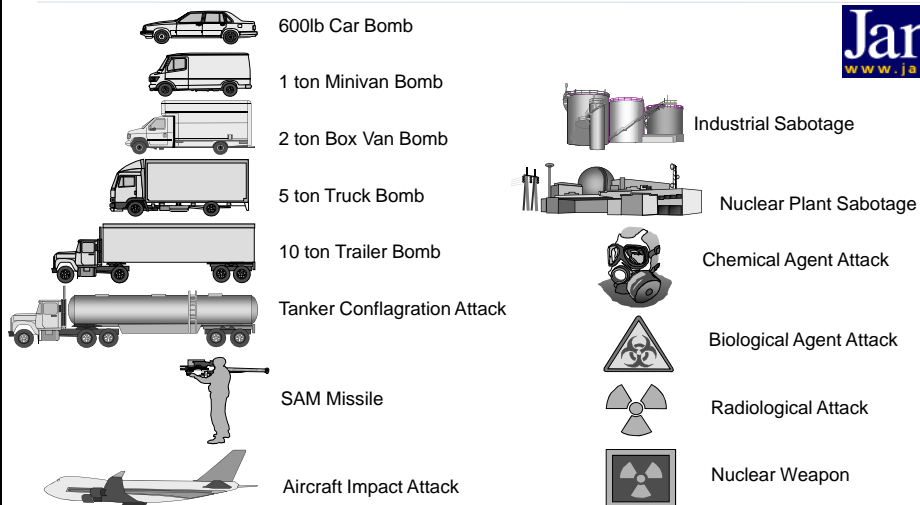 600lb Car Bomb
1 ton Minivan Bomb
2 ton Box Van Bomb
5 ton Truck Bomb
10 ton Trailer Bomb
Tanker Conflagration Attack
SAM Missile
Aircraft Impact Attack
Industrial Sabotage
Nuclear Plant Sabotage
Chemical Agent Attack
Biological Agent Attack
Radiological Attack
Nuclear Weapon